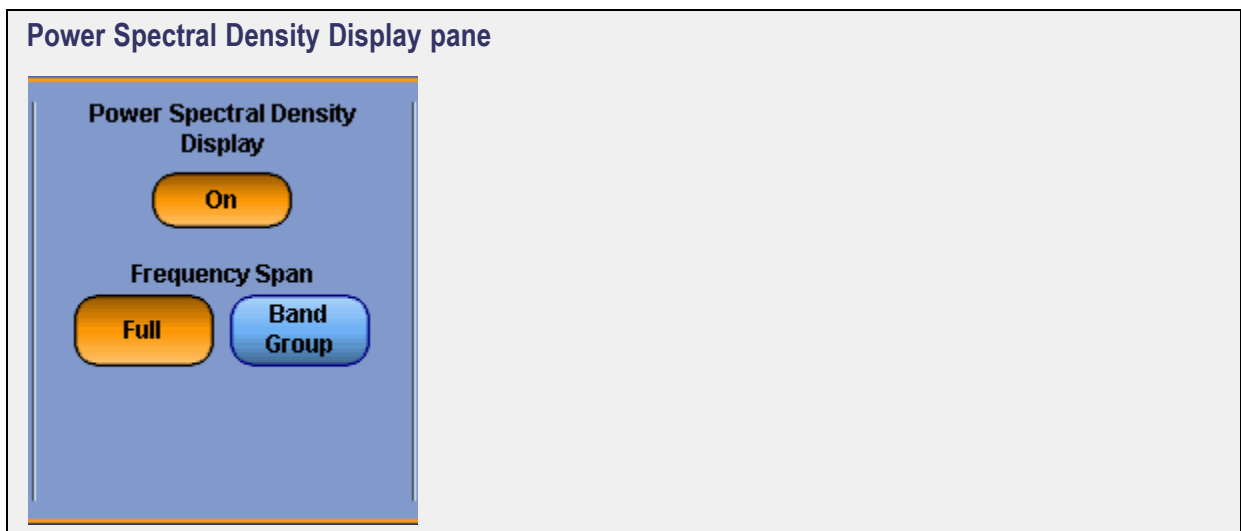 Power Spectral Density Display pane
Power Spectral Density
Display
On
Frequency Span
Full
Band
Group